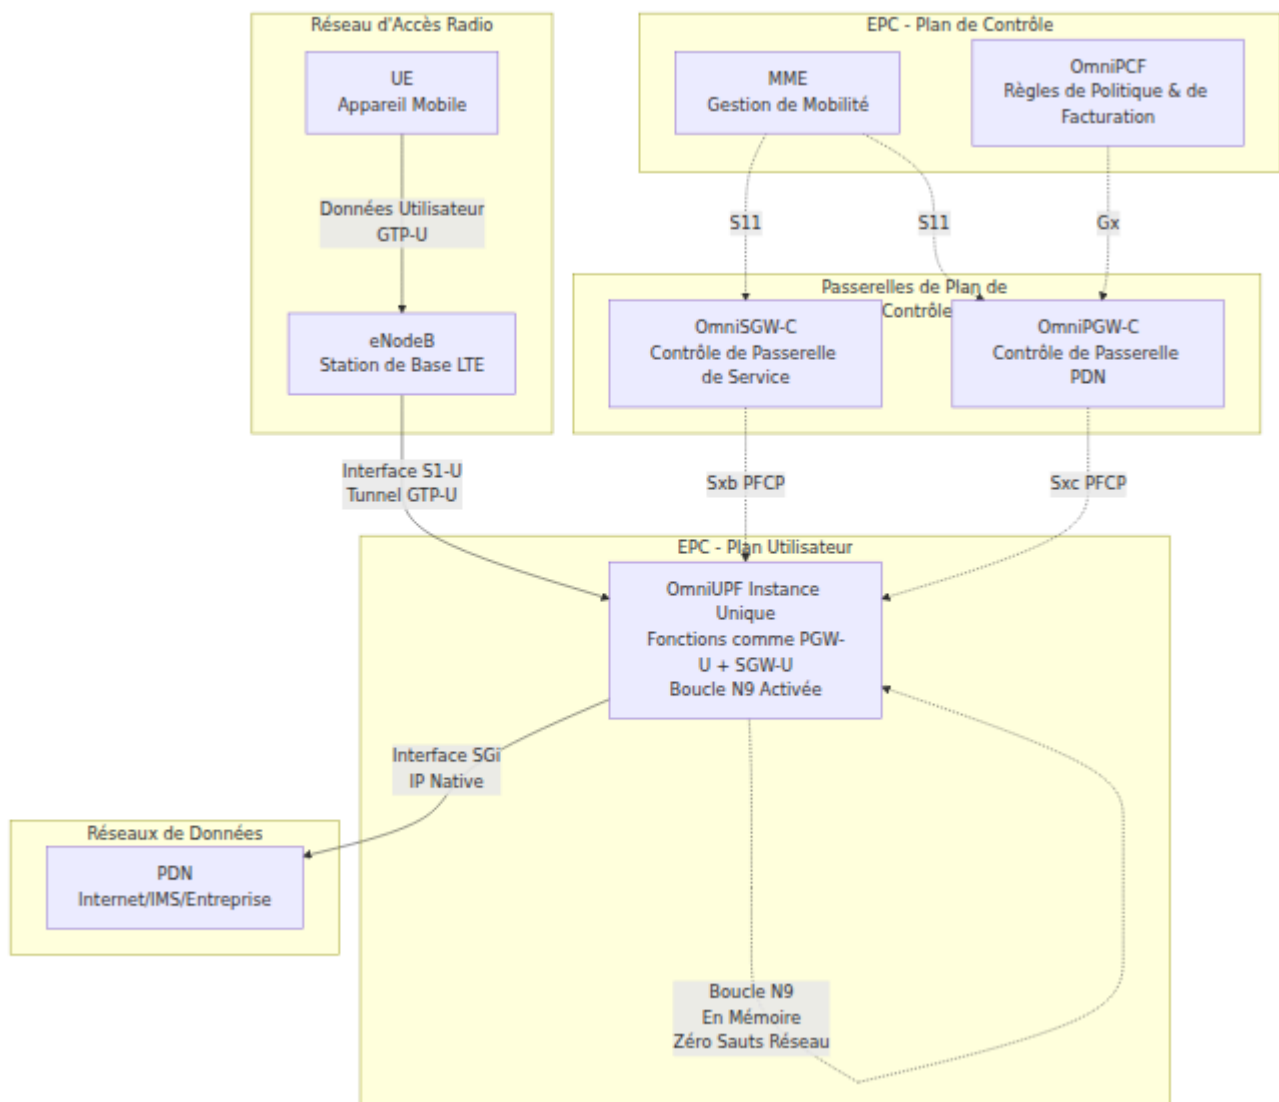 Réseau d'Accès Radio
UE
Appareil Mobile
Données Utilisateur
GTP-U
eNodeB
Station de Base LTE
EPC - Plan de Contrôle
MME
Gestion de Mobilité
OmniPCF
Règles de Politique & de
Facturation
S11
S11
Gx
Passerelles de Plan de
Contrôle
OmniSGW-C
Contrôle de Passerelle
de Service
OmniPGW-C
Contrôle de Passerelle
PDN
Interface S1-U
Tunnel GTP-U
Sxb PFCP
Sxc PFCP
EPC - Plan Utilisateur
OmniUPF Instance
Unique
Fonctions comme PGW-
U + SGW-U
Boucle N9 Activée
Interface SGi
IP Native
Réseaux de Données
PDN
Internet/IMS/Entreprise
Boucle N9
En Mémoire
Zéro Sauts Réseau